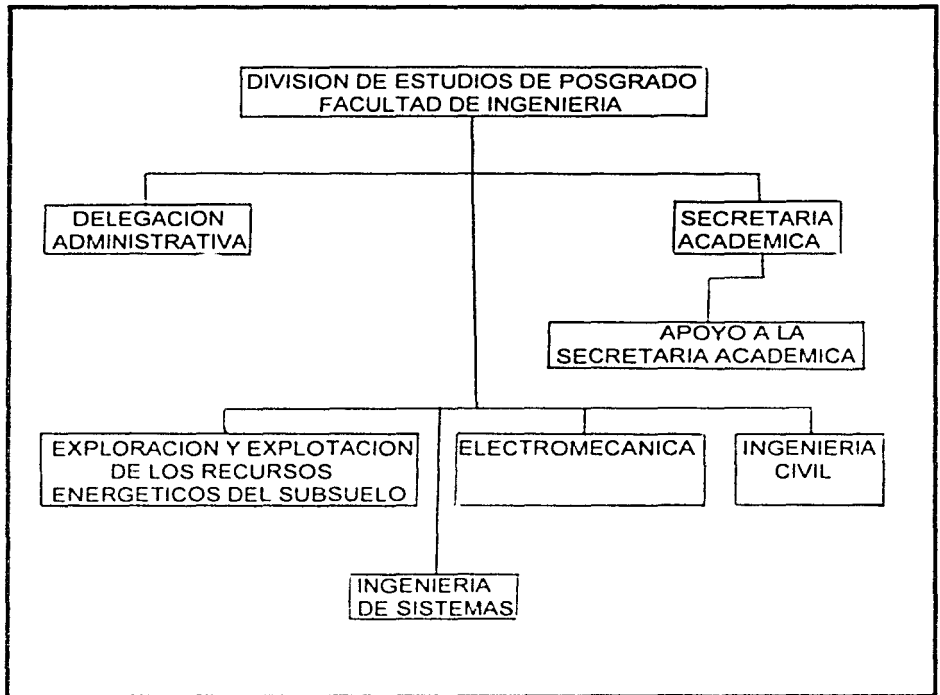 DIVISION DE ESTUDIOS DE POSGRADO
FACULTAD DE INGENIERIA
DELEGACION
ADMINISTRATIVA
SECRETARIA
ACADEMICA
APOYO A LA
SECRETARIA ACADEMICA
EXPLORACION Y EXPLOTACION
DE LOS RECURSOS
ENERGETICOS DEL SUBSUELO
ELECTROMECANICA
INGENIERIA
CIVIL
INGENIERIA
DE SISTEMAS